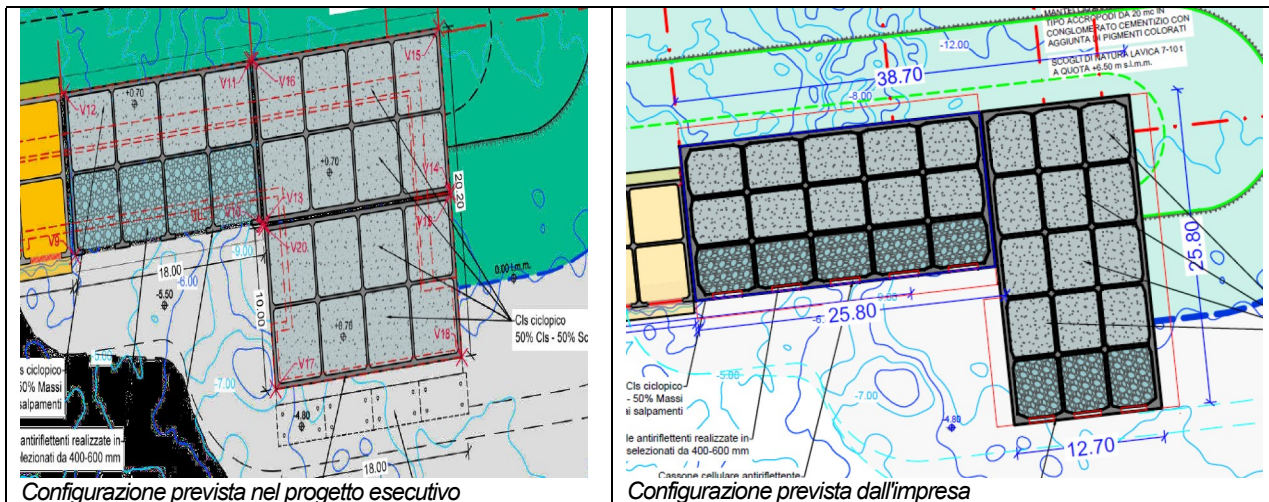 V15
V11
V16
V12
+0.70
V14
+0.70
20.20
V13
V10
V19
V9
V20
-9.00
18.00
-6.00
0.00 l.m.m.
-5.50
10.00
+0.70
Cls ciclopico
50% Cls - 50% Sc
-5.00
V18
V17
-7.00
s ciclopico-
50% Massi
salpamenti
-4.80
antiriflettenti realizzate in
elezionati da 400-600 mm
18.00
Configurazione prevista nel progetto esecutivo
TIPO ACCROPODI DA 20 mc IN
CONGLOMERATO CEMENTIZIO CON
AGGIUNTA DI PIGMENTI COLORATI
-12.00
SCOGLI DI NATURA LAVICA 7-10 t
A QUOTA +6.50 m s.l.m.m.
38.70
-8.00
25.80
9.00
25.80
-5.00
Cls ciclopico
- 50% Massi
ai salpamenti
-7.00
-4.80
le antiriflettenti realizzate in
selezionati da 400-600 mm
12.70
Cassone cellulare antiriflettente
Configurazione prevista dall'impresa